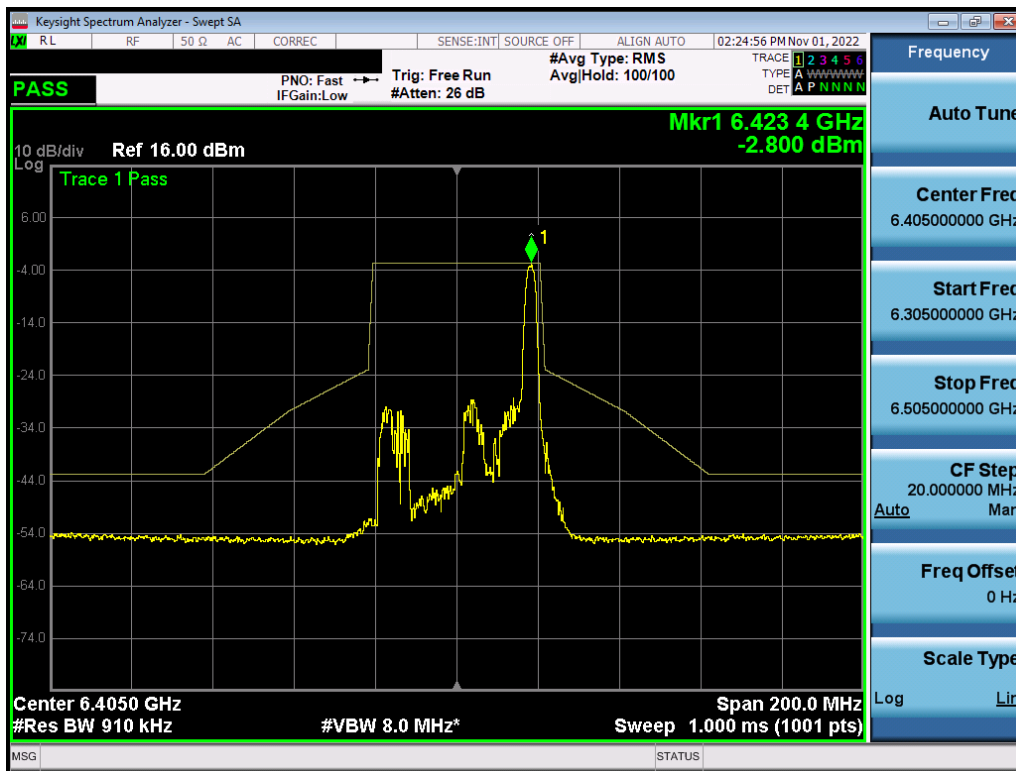 Keysight Spectrum Analyzer - Swept SA
LXI RL RF 50 Ω AC CORREC SENSE:INT SOURCE OFF ALIGN AUTO 02:24:56 PM Nov 01, 2022
PASS
PNO: Fast
IFGain:Low
Trig: Free Run
#Atten: 26 dB
#Avg Type: RMS
Avg|Hold: 100/100
TRACE 1 2 3 4 5 6
TYPE A W W W W W
DET A P N N N N
Mkr1 6.423 4 GHz
-2.800 dBm
10 dB/div Ref 16.00 dBm
Log
Trace 1 Pass
1
6.00
-4.00
-14.0
-24.0
-34.0
-44.0
-54.0
-64.0
-74.0
Center 6.4050 GHz
Span 200.0 MHz
#Res BW 910 kHz
#VBW 8.0 MHz*
Sweep 1.000 ms (1001 pts)
MSG
STATUS
Frequency
Auto Tune
Center Freq
6.405000000 GHz
Start Freq
6.305000000 GHz
Stop Freq
6.505000000 GHz
CF Step
20.000000 MHz
Auto Man
Freq Offset
0 Hz
Scale Type
Log Lin